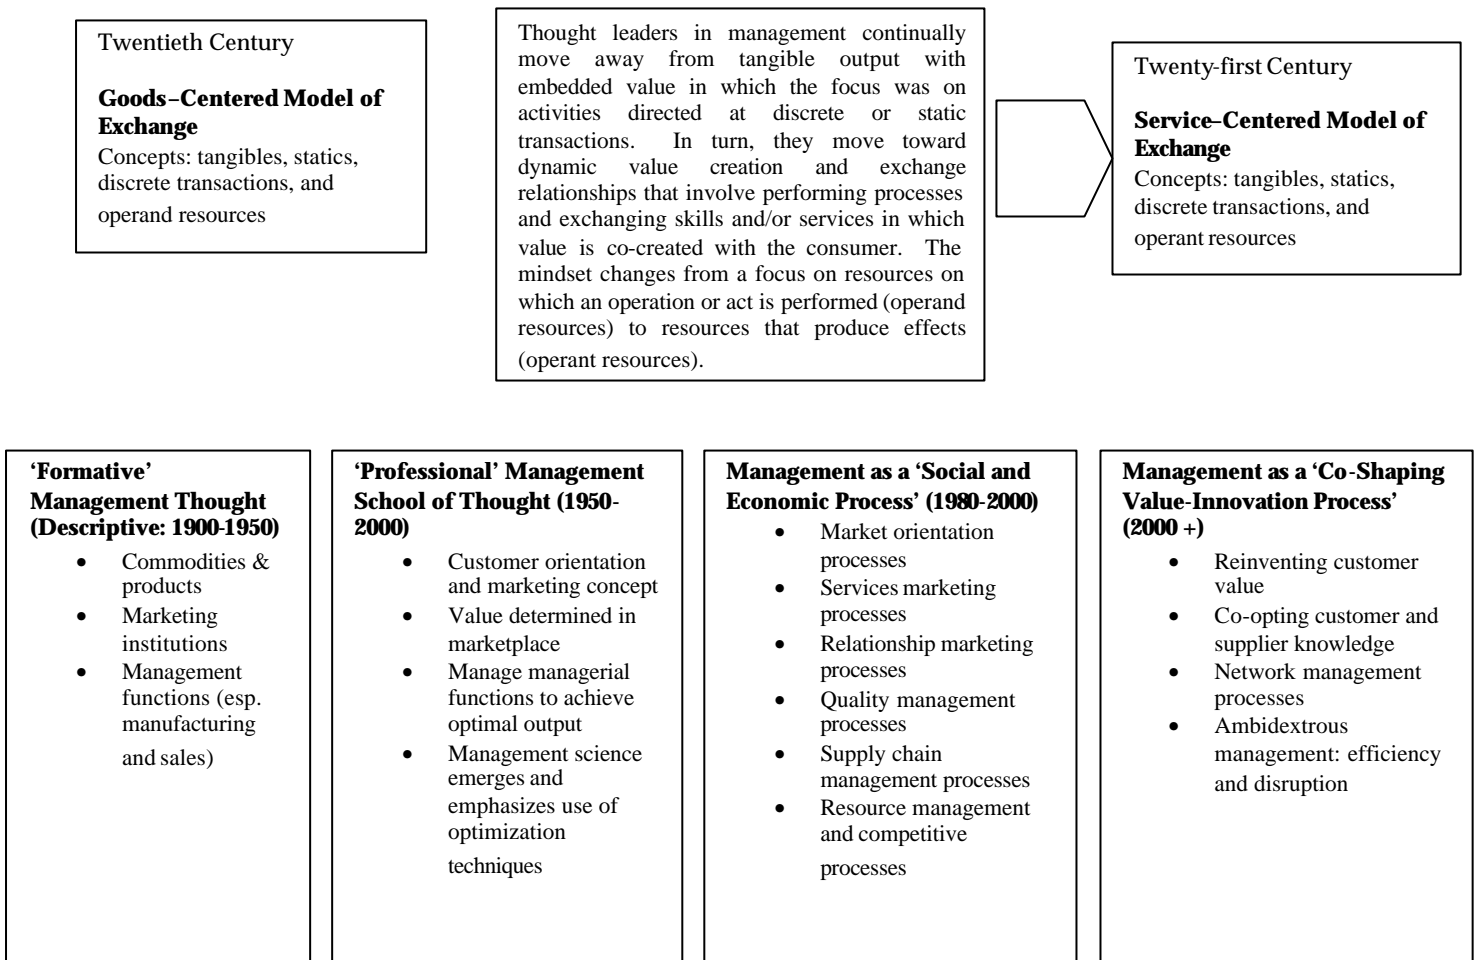 Twentieth Century
Goods–Centered Model of
Exchange
Concepts: tangibles, statics,
discrete transactions, and
operand resources
Thought leaders in management continually
move away from tangible output with
embedded value in which the focus was on
activities directed at discrete or static
transactions. In turn, they move toward
dynamic value creation and exchange
relationships that involve performing processes
and exchanging skills and/or services in which
value is co-created with the consumer. The
mindset changes from a focus on resources on
which an operation or act is performed (operand
resources) to resources that produce effects
(operant resources).
Twenty-first Century
Service–Centered Model of
Exchange
Concepts: tangibles, statics,
discrete transactions, and
operant resources
‘Formative’
Management Thought
(Descriptive: 1900-1950)
• Commodities &
products
• Marketing
institutions
• Management
functions (esp.
manufacturing
and sales)
‘Professional’ Management
School of Thought (1950-
2000)
• Customer orientation
and marketing concept
• Value determined in
marketplace
• Manage managerial
functions to achieve
optimal output
• Management science
emerges and
emphasizes use of
optimization
techniques
Management as a ‘Social and
Economic Process’ (1980-2000)
• Market orientation
processes
• Services marketing
processes
• Relationship marketing
processes
• Quality management
processes
• Supply chain
management processes
• Resource management
and competitive
processes
Management as a ‘Co-Shaping
Value-Innovation Process’
(2000 +)
• Reinventing customer
value
• Co-opting customer and
supplier knowledge
• Network management
processes
• Ambidextrous
management: efficiency
and disruption